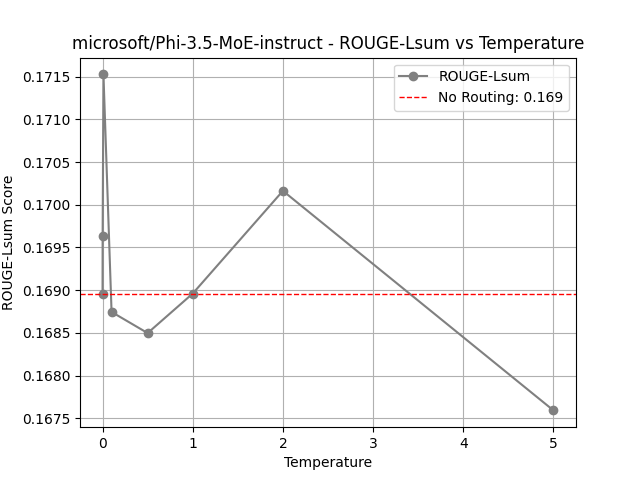 microsoft/Phi-3.5-MoE-instruct - ROUGE-Lsum vs Temperature
ROUGE-Lsum
No Routing: 0.169
ROUGE-Lsum Score
0.1715
0.1710
0.1705
0.1700
0.1695
0.1690
0.1685
0.1680
0.1675
0 1 2 3 4 5
Temperature